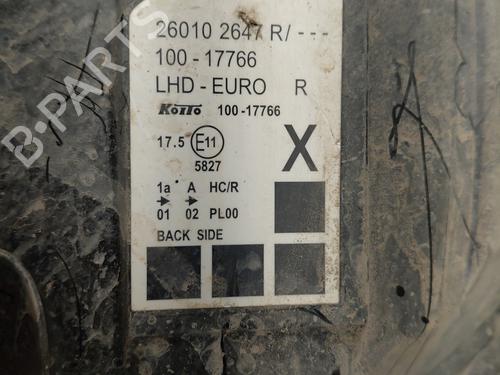 26010 2647 R/ - - -
100 - 17766
LHD - EURO R
KOITO 100-17766
17.5 E11 X
5827
1a A HC/R
01 02 PL00
BACK SIDE
B-PARTS